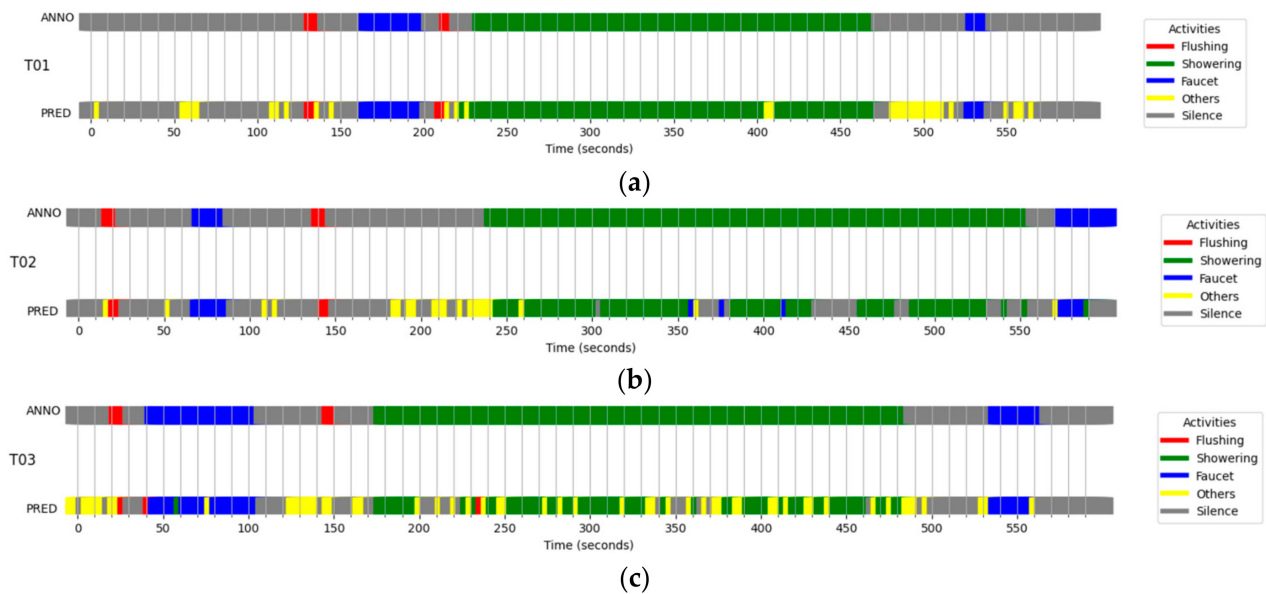 ANNO
Activities
Flushing
Showering
Faucet
Others
Silence
T01
PRED
0 50 100 150 200 250 300 350 400 450 500 550
Time (seconds)
(a)
ANNO
Activities
Flushing
Showering
Faucet
Others
Silence
T02
PRED
0 50 100 150 200 250 300 350 400 450 500 550
Time (seconds)
(b)
ANNO
Activities
Flushing
Showering
Faucet
Others
Silence
T03
PRED
0 50 100 150 200 250 300 350 400 450 500 550
Time (seconds)
(c)